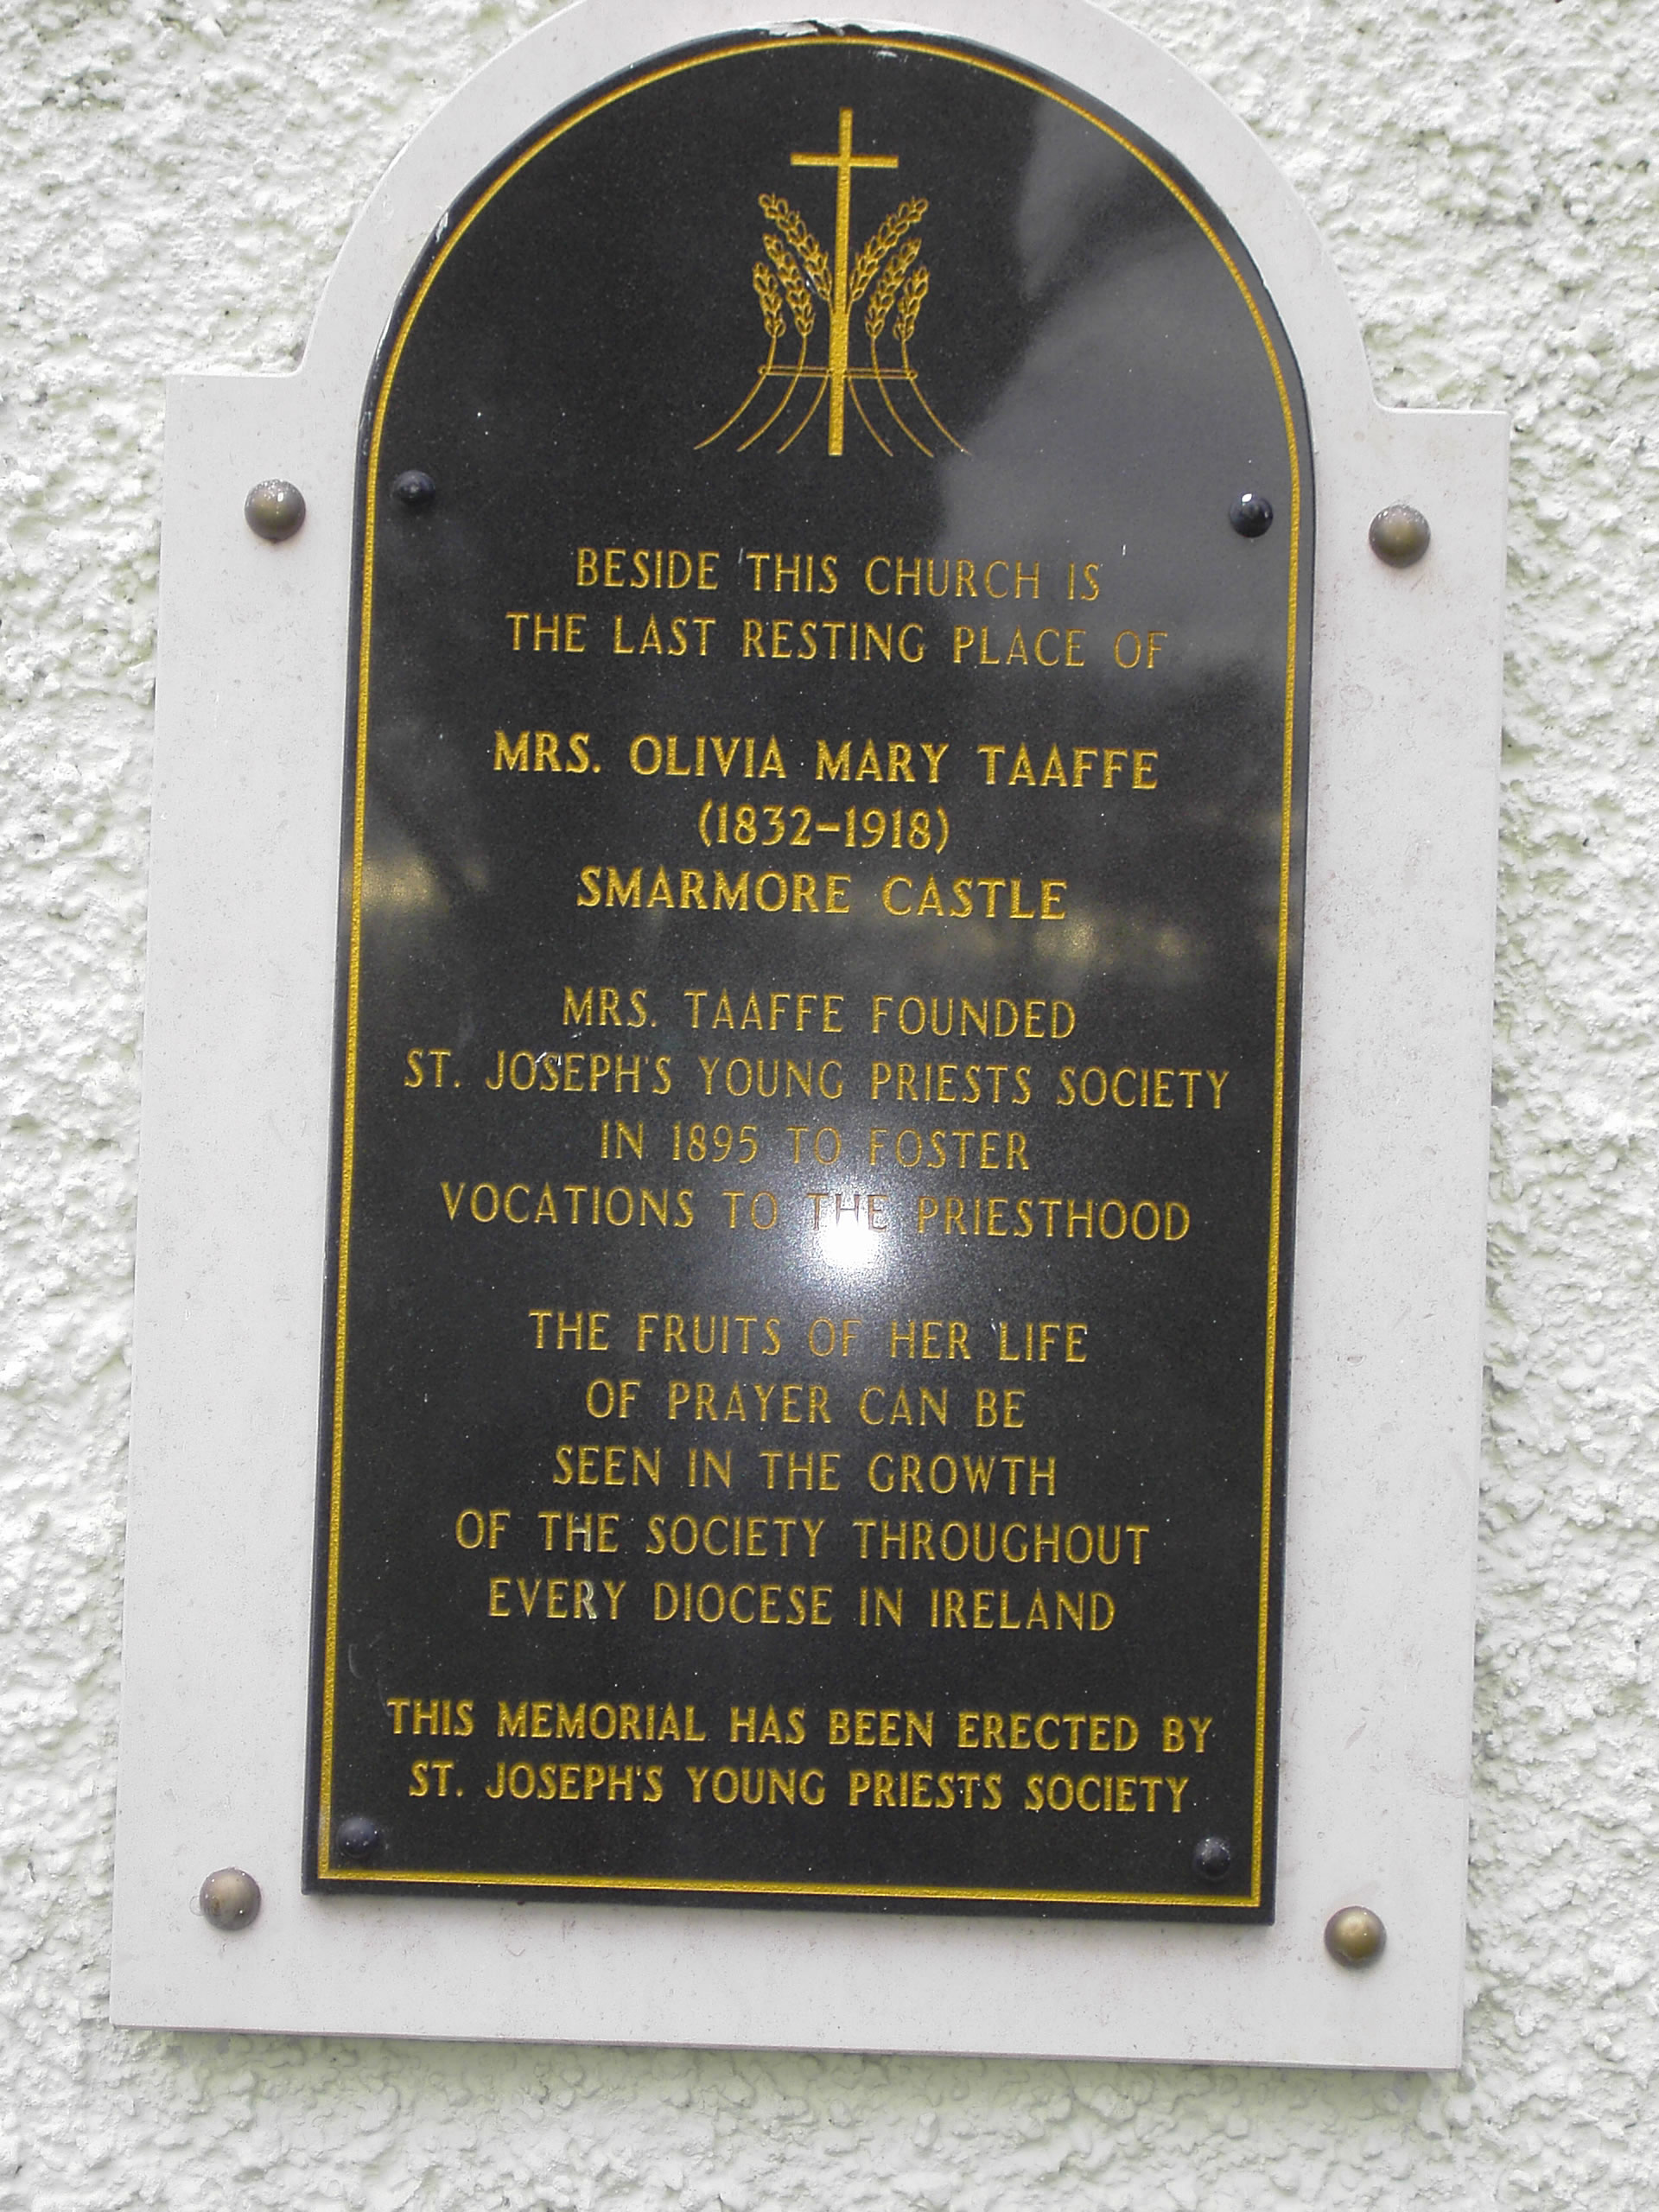 BESIDE THIS CHURCH IS
THE LAST RESTING PLACE OF
MRS. OLIVIA MARY TAAFFE
(1832-1918)
SMARMORE CASTLE
MRS. TAAFFE FOUNDED
ST. JOSEPH'S YOUNG PRIESTS SOCIETY
IN 1895 TO FOSTER
VOCATIONS TO THE PRIESTHOOD
THE FRUITS OF HER LIFE
OF PRAYER CAN BE
SEEN IN THE GROWTH
OF THE SOCIETY THROUGHOUT
EVERY DIOCESE IN IRELAND
THIS MEMORIAL HAS BEEN ERECTED BY
ST. JOSEPH'S YOUNG PRIESTS SOCIETY